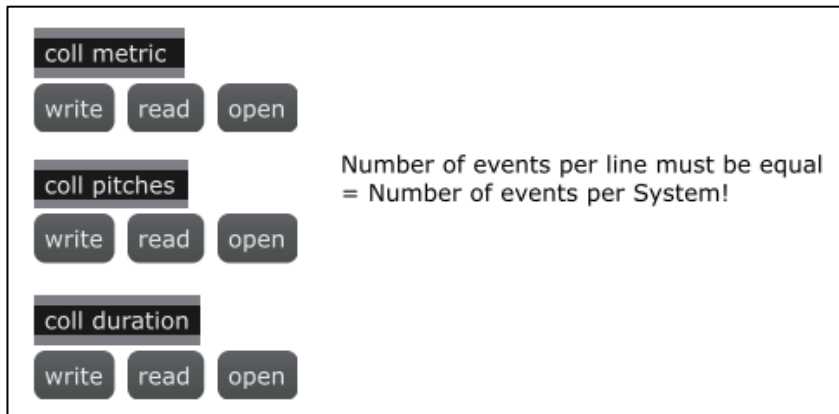 coll metric
write read open
coll pitches
write read open
Number of events per line must be equal
= Number of events per System!
coll duration
write read open